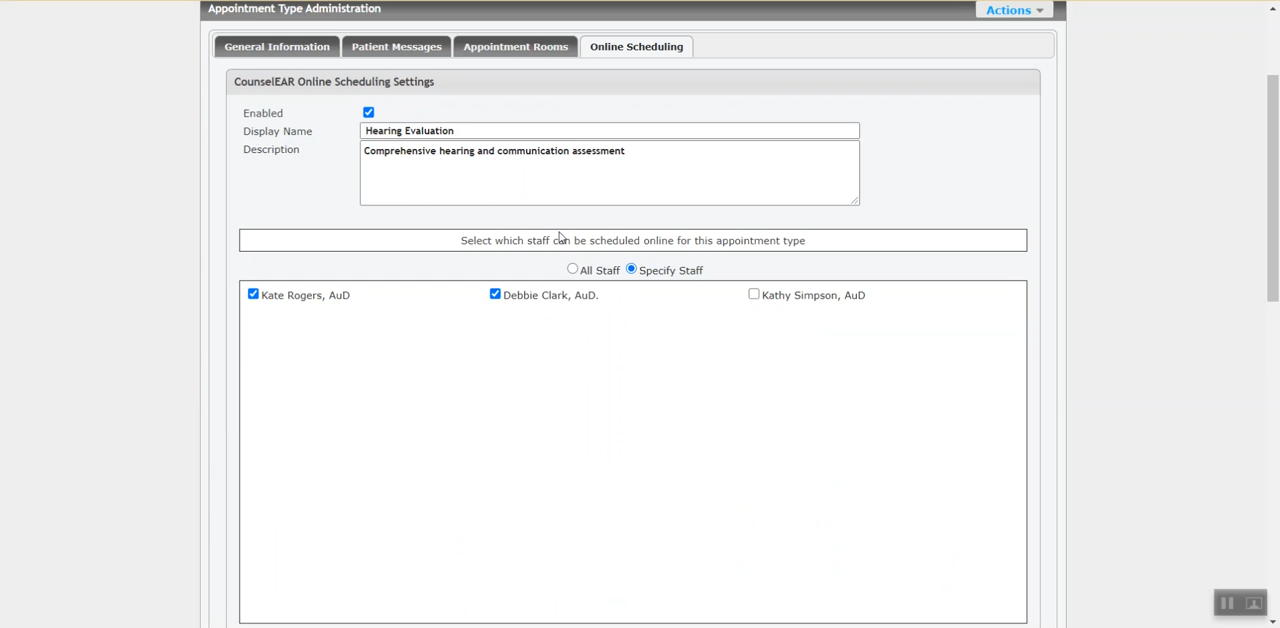 Appointment Type Administration
Actions
General Information
Patient Messages
Appointment Rooms
Online Scheduling
CounselEAR Online Scheduling Settings
Enabled
Display Name
Hearing Evaluation
Description
Comprehensive hearing and communication assessment
Select which staff can be scheduled online for this appointment type
All Staff
Specify Staff
Kate Rogers, AuD
Debbie Clark, AuD.
Kathy Simpson, AuD